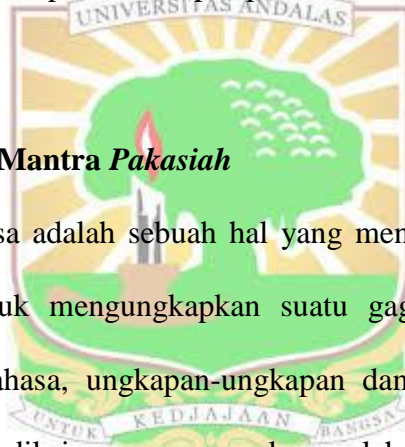 UNIVERSITAS ANDALAS
Mantra Pakasiah
sa adalah sebuah hal yang men
uk mengungkapkan suatu gag
ahasa, ungkapan-ungkapan dan
UNTUK KEDJAJAAN BANGSA